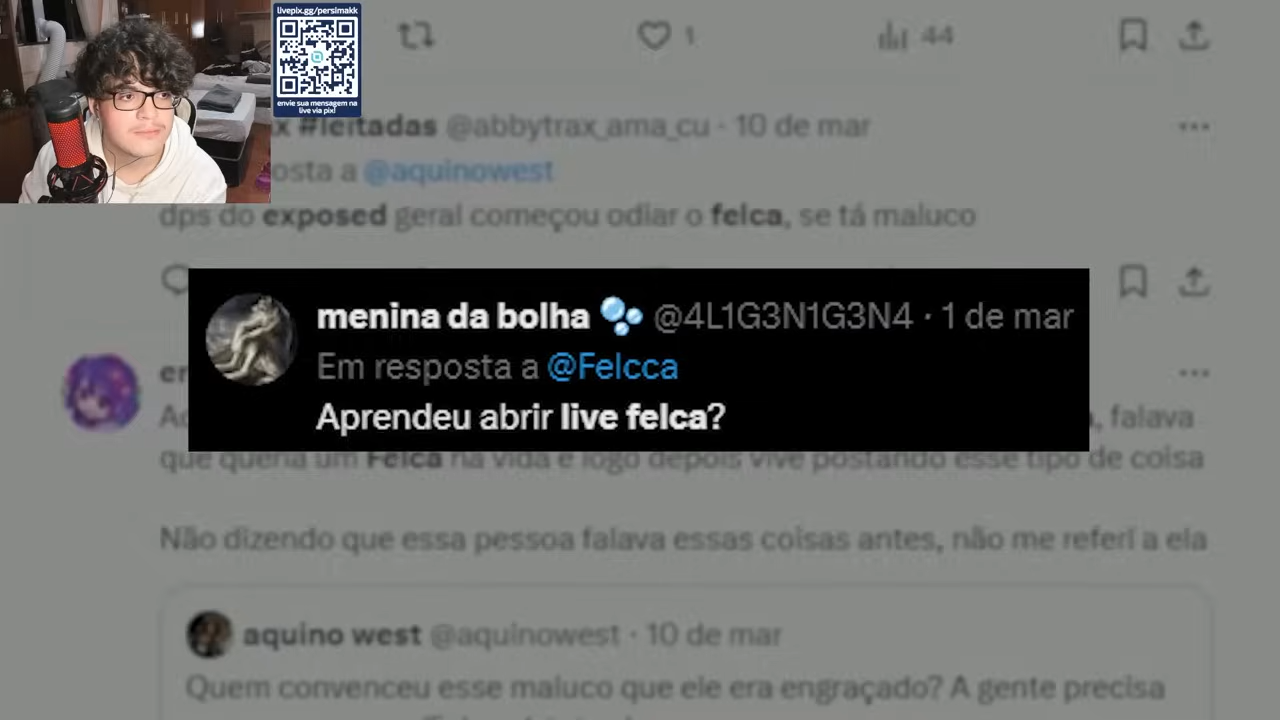 livepix.gg/persimakk
envie sua mensagem na
live via pix!
1
44
x #leitadas @abbytrax_ama_cu · 10 de mar
osta a @aquinowest
dps do exposed geral começou odiar o felca, se tá maluco
menina da bolha 🫧 @4L1G3N1G3N4 · 1 de mar
Em resposta a @Felcca
Aprendeu abrir live felca?
, falava
que queria um Felca na vida e logo depois vive postando esse tipo de coisa
Não dizendo que essa pessoa falava essas coisas antes, não me referi a ela
aquino west @aquinowest · 10 de mar
Quem convenceu esse maluco que ele era engraçado? A gente precisa